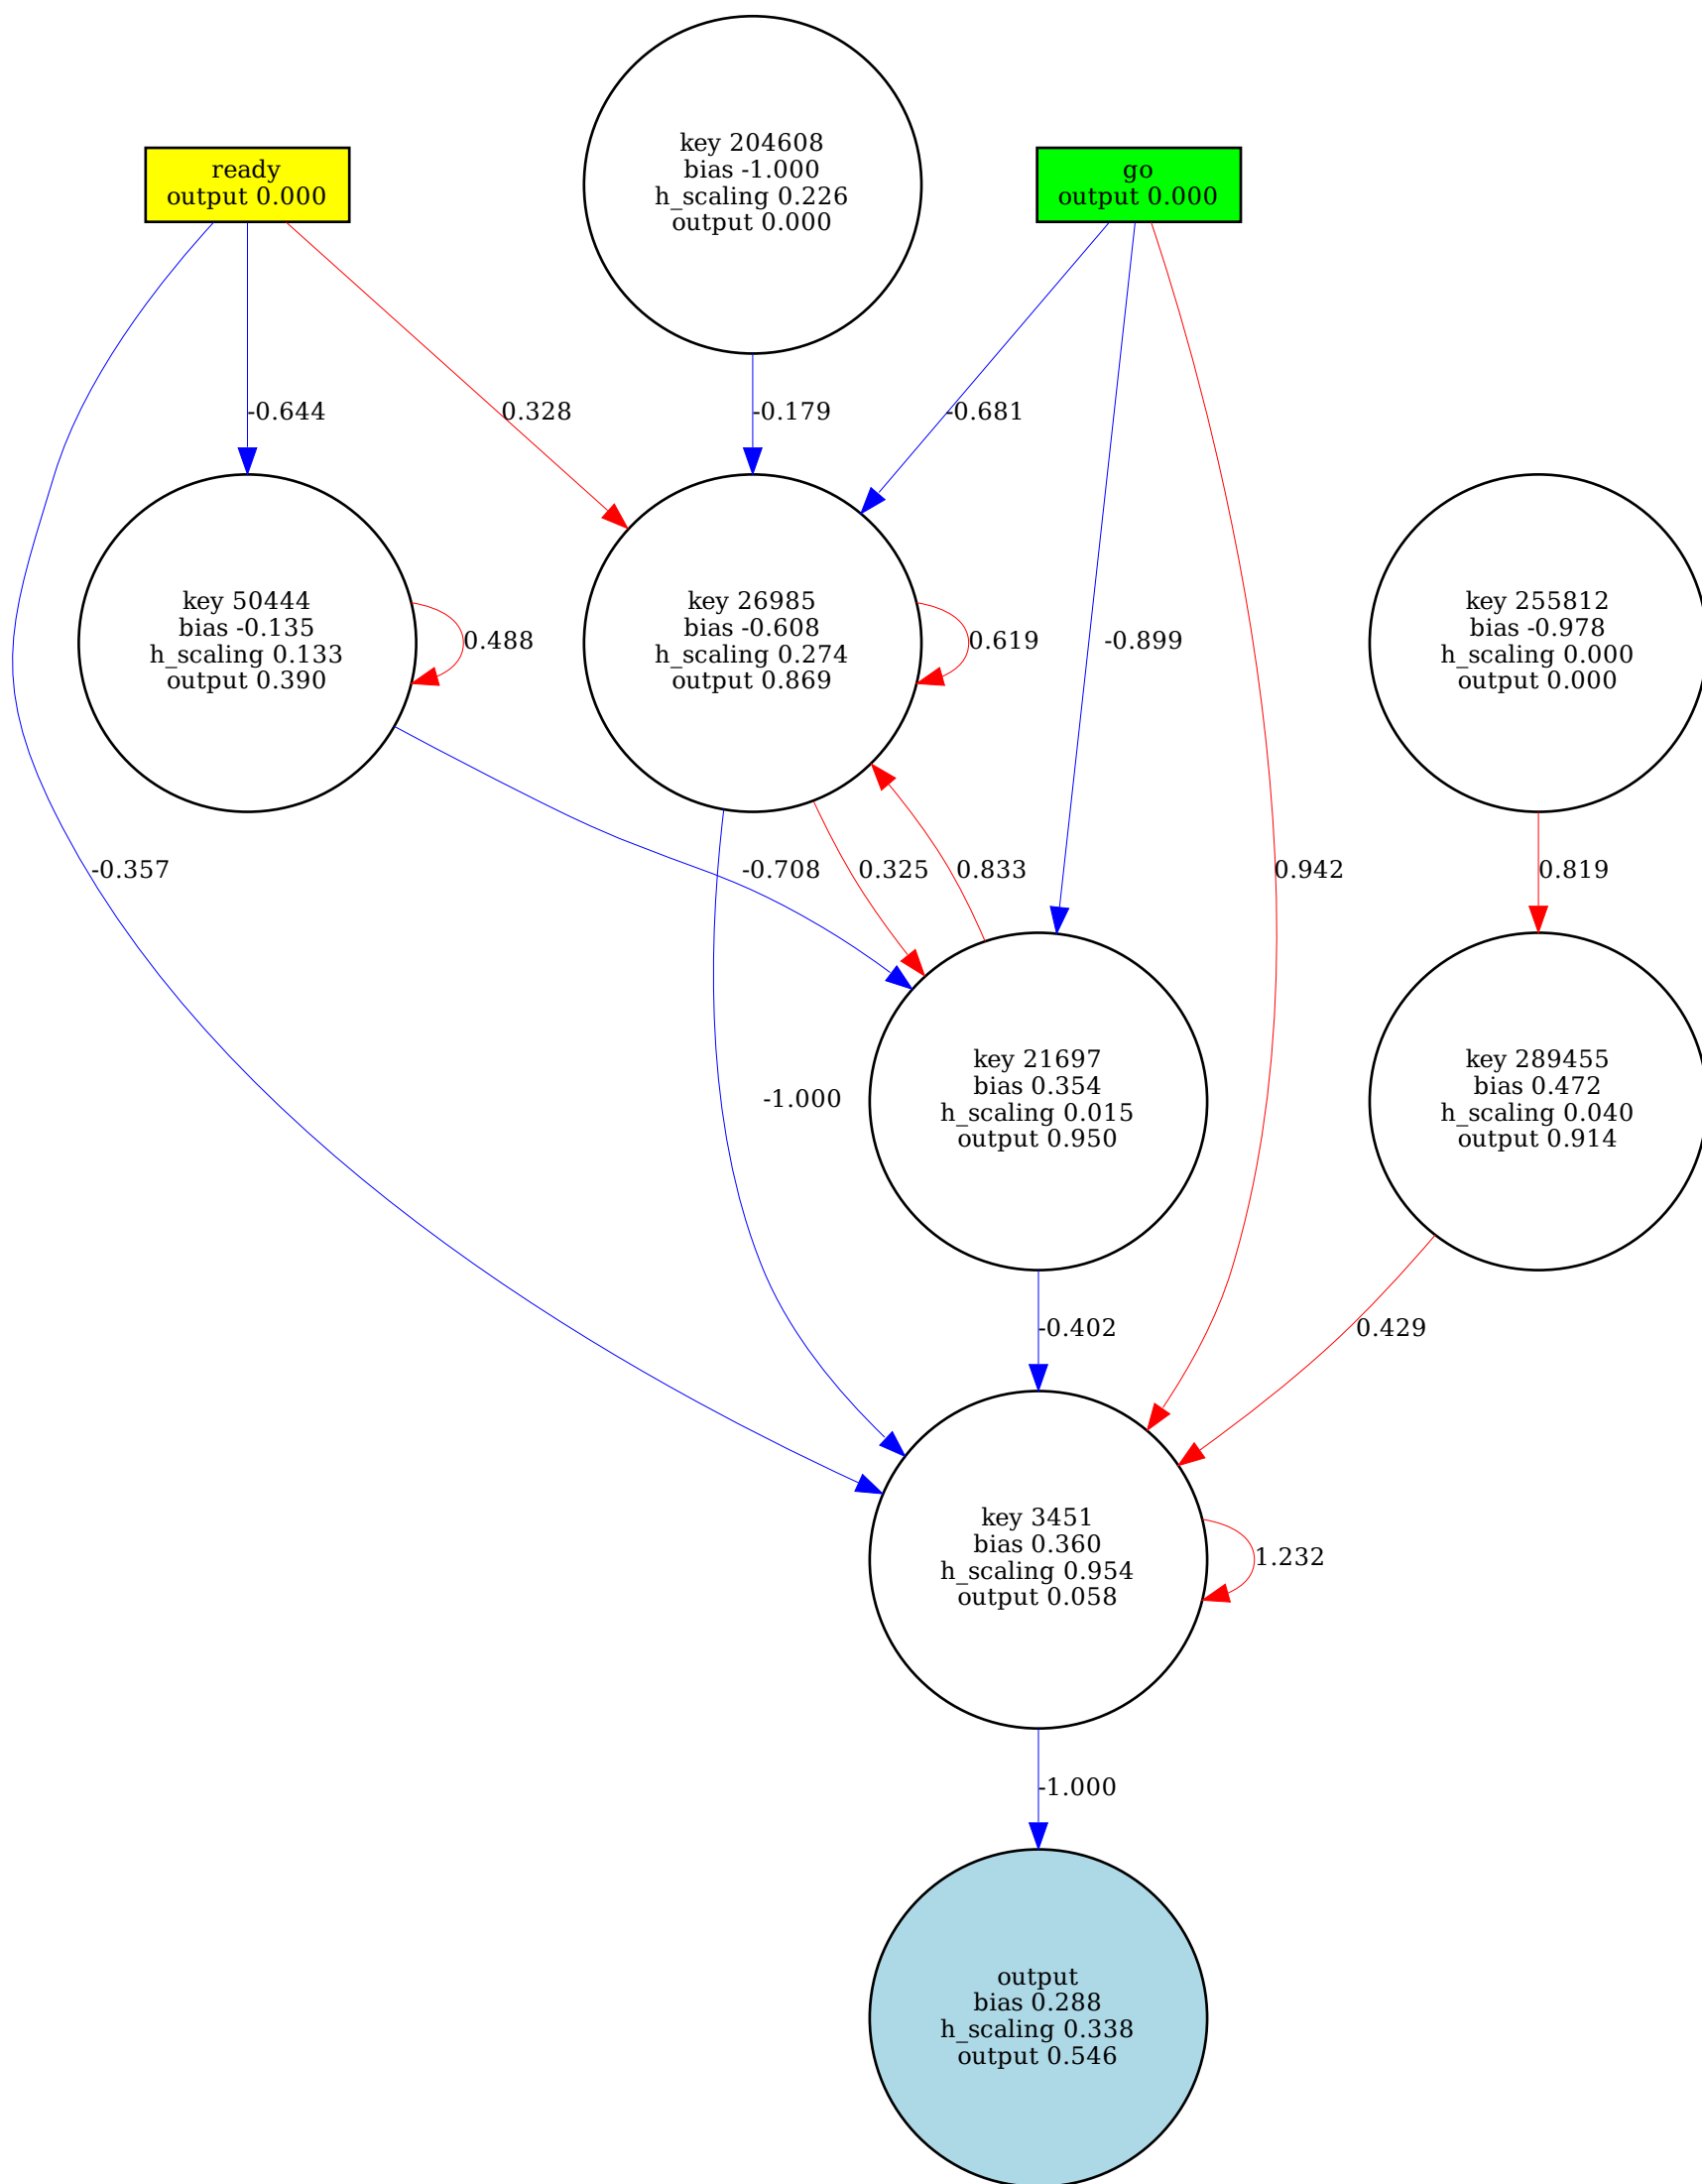 key 204608
bias -1.000
h_scaling 0.226
output 0.000
ready
output 0.000
go
output 0.000
-0.644
0.328
-0.179
-0.681
key 50444
bias -0.135
h_scaling 0.133
output 0.390
0.488
key 26985
bias -0.608
h_scaling 0.274
output 0.869
0.619
-0.899
key 255812
bias -0.978
h_scaling 0.000
output 0.000
-0.357
-0.708
0.325
0.833
0.942
0.819
-1.000
key 21697
bias 0.354
h_scaling 0.015
output 0.950
key 289455
bias 0.472
h_scaling 0.040
output 0.914
-0.402
0.429
key 3451
bias 0.360
h_scaling 0.954
output 0.058
1.232
-1.000
output
bias 0.288
h_scaling 0.338
output 0.546